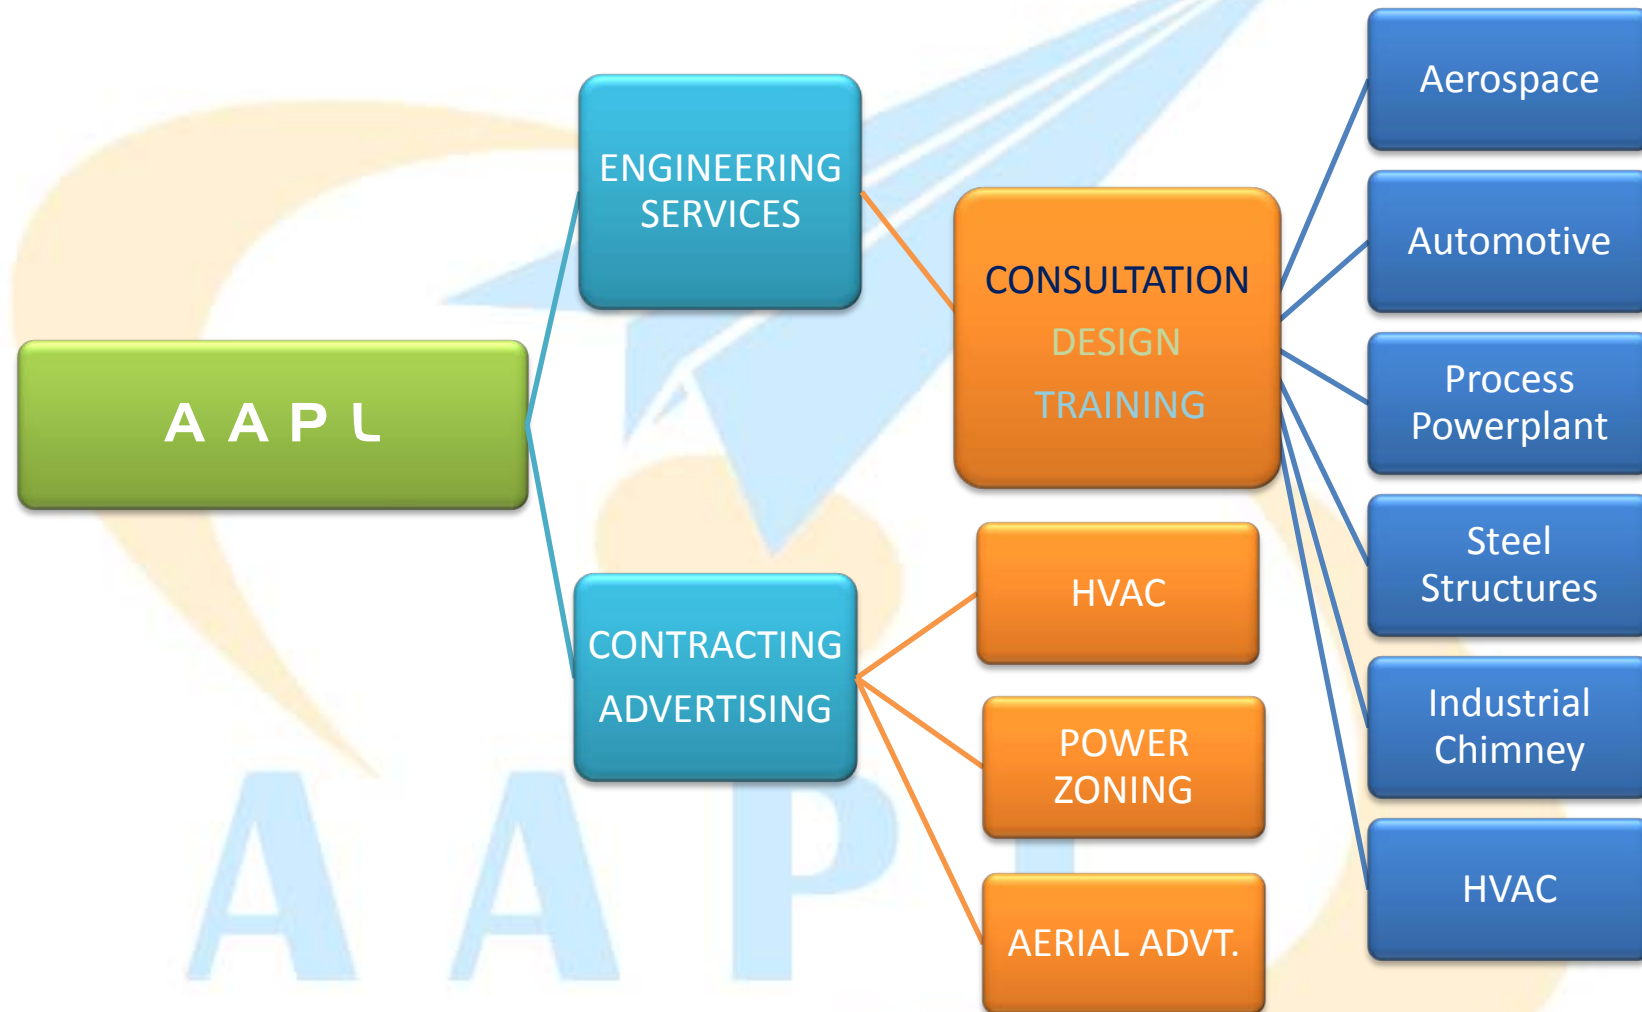 A A P L
ENGINEERING
SERVICES
CONTRACTING
ADVERTISING
CONSULTATION
DESIGN
TRAINING
HVAC
POWER
ZONING
AERIAL ADVT.
Aerospace
Automotive
Process
Powerplant
Steel
Structures
Industrial
Chimney
HVAC
A A P L